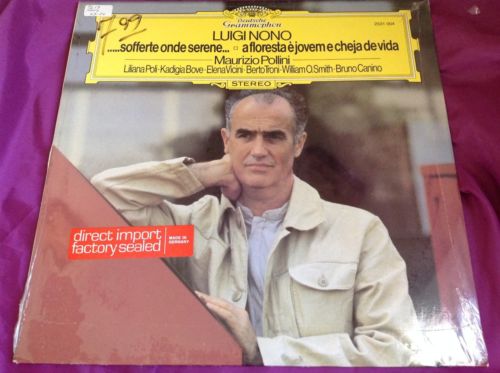 7.99
Deutsche
Grammophon
2531 004
LUIGI NONO
.....sofferte onde serene... □ a floresta è jovem e cheja de vida
Maurizio Pollini
Liliana Poli · Kadigia Bove · Elena Vicini · Berto Troni · William O. Smith · Bruno Canino
STEREO
direct import
factory sealed
MADE IN
GERMANY